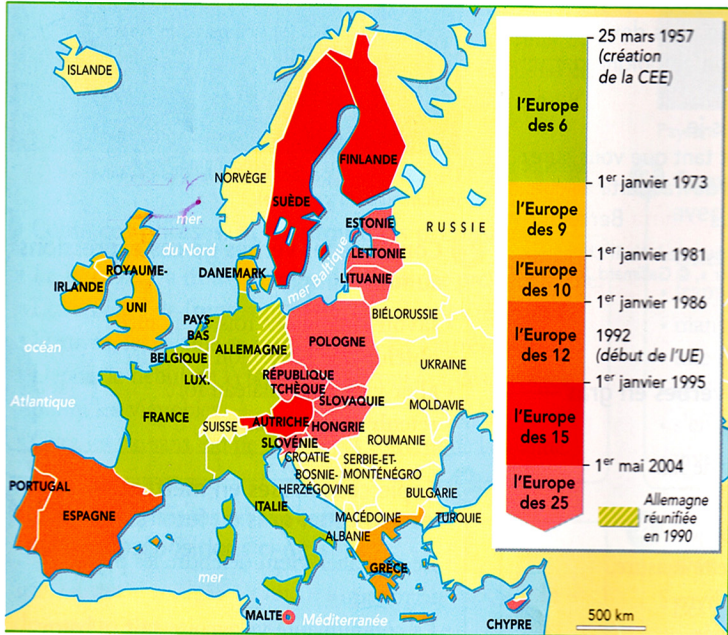 ISLANDE
NORVÈGE
SUÈDE
FINLANDE
RUSSIE
mer
du Nord
mer Baltique
ESTONIE
LETTONIE
LITUANIE
DANEMARK
ROYAUME-
UNI
IRLANDE
BIÉLORUSSIE
PAYS-
BAS
ALLEMAGNE
POLOGNE
BELGIQUE
LUX.
océan
Atlantique
UKRAINE
RÉPUBLIQUE
TCHÈQUE
SLOVAQUIE
MOLDAVIE
FRANCE
SUISSE
AUTRICHE
HONGRIE
SLOVÉNIE
ROUMANIE
CROATIE
SERBIE-ET-
MONTÉNÉGRO
BOSNIE-
HERZÉGOVINE
BULGARIE
PORTUGAL
ESPAGNE
ITALIE
MACÉDOINE
TURQUIE
ALBANIE
GRÈCE
mer
Méditerranée
MALTE
CHYPRE
25 mars 1957
(création
de la CEE)
l'Europe
des 6
1er janvier 1973
l'Europe
des 9
1er janvier 1981
l'Europe
des 10
1er janvier 1986
l'Europe
des 12
1992
(début de l'UE)
1er janvier 1995
l'Europe
des 15
1er mai 2004
l'Europe
des 25
Allemagne
réunifiée
en 1990
500 km